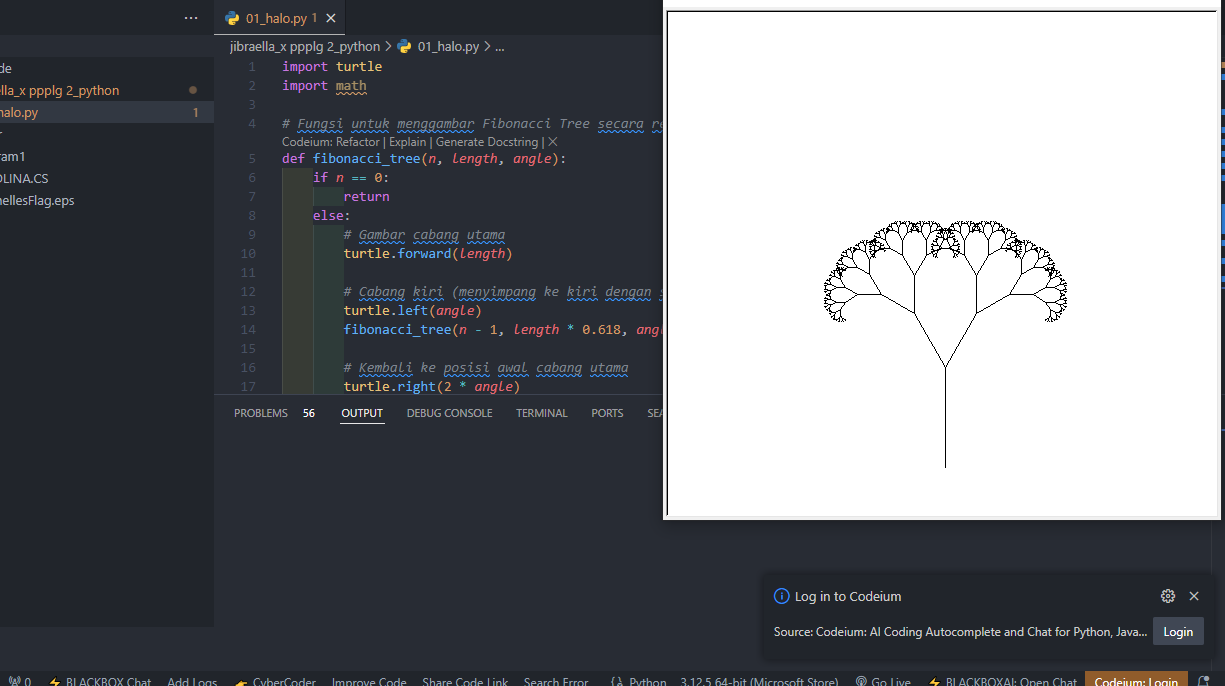 ...
01_halo.py 1
jibraella_x ppplg 2_python > 01_halo.py > ...
de
ella_x ppplg 2_python
halo.py 1
ram1
OLINA.CS
hellesFlag.eps
1 import turtle
2 import math
3
4 # Fungsi untuk menggambar Fibonacci Tree secara re
Codeium: Refactor | Explain | Generate Docstring | X
5 def fibonacci_tree(n, length, angle):
6 if n == 0:
7 return
8 else:
9 # Gambar cabang utama
10 turtle.forward(length)
11
12 # Cabang kiri (menyimpang ke kiri dengan s
13 turtle.left(angle)
14 fibonacci_tree(n - 1, length * 0.618, angl
15
16 # Kembali ke posisi awal cabang utama
17 turtle.right(2 * angle)
PROBLEMS 56 OUTPUT DEBUG CONSOLE TERMINAL PORTS SEA
Log in to Codeium
Source: Codeium: AI Coding Autocomplete and Chat for Python, Java...
Login
0 BLACKBOX Chat Add Logs CyberCoder Improve Code Share Code Link Search Error {} Python 3.12.5 64-bit (Microsoft Store) Go Live BLACKBOXAI: Open Chat Codeium: Login